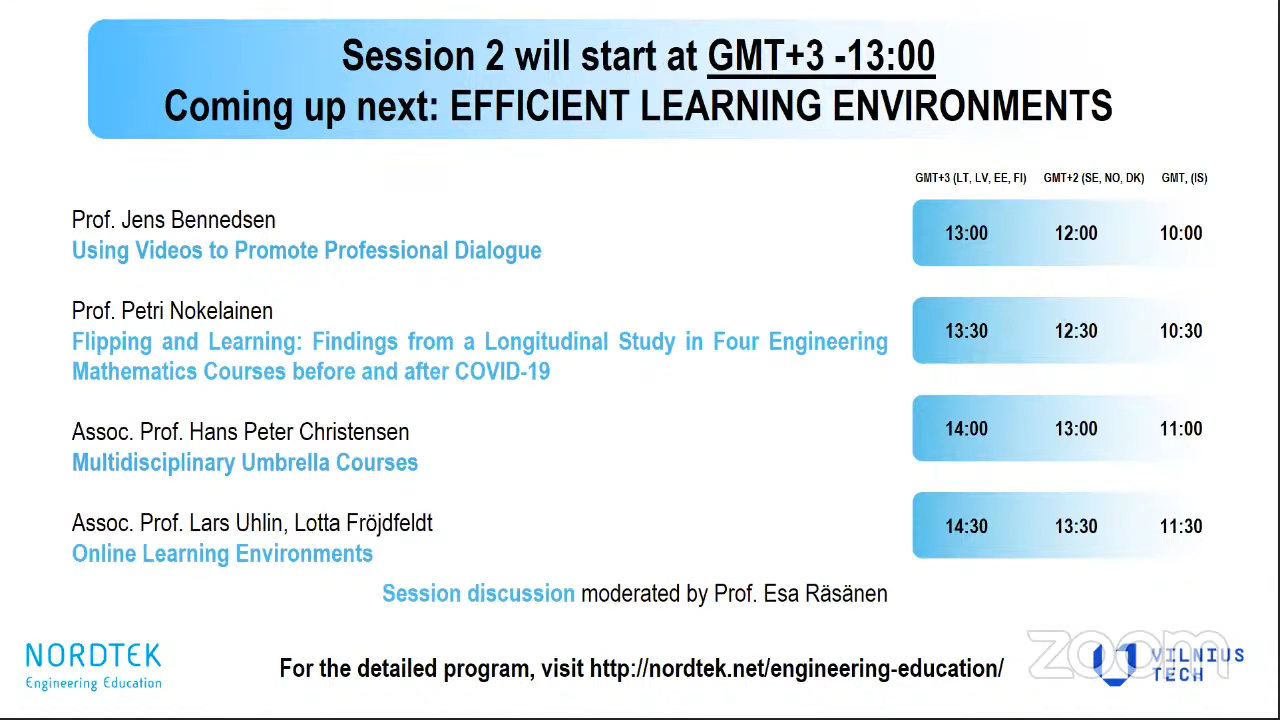 Session 2 will start at GMT+3 -13:00
Coming up next: EFFICIENT LEARNING ENVIRONMENTS
GMT+3 (LT, LV, EE, FI) GMT+2 (SE, NO, DK) GMT, (IS)
Prof. Jens Bennedsen
Using Videos to Promote Professional Dialogue
13:00 12:00 10:00
Prof. Petri Nokelainen
Flipping and Learning: Findings from a Longitudinal Study in Four Engineering
Mathematics Courses before and after COVID-19
13:30 12:30 10:30
Assoc. Prof. Hans Peter Christensen
Multidisciplinary Umbrella Courses
14:00 13:00 11:00
Assoc. Prof. Lars Uhlin, Lotta Fröjdfeldt
Online Learning Environments
14:30 13:30 11:30
Session discussion moderated by Prof. Esa Räsänen
NORDTEK
Engineering Education
For the detailed program, visit http://nordtek.net/engineering-education/
zoom
VILNIUS
TECH